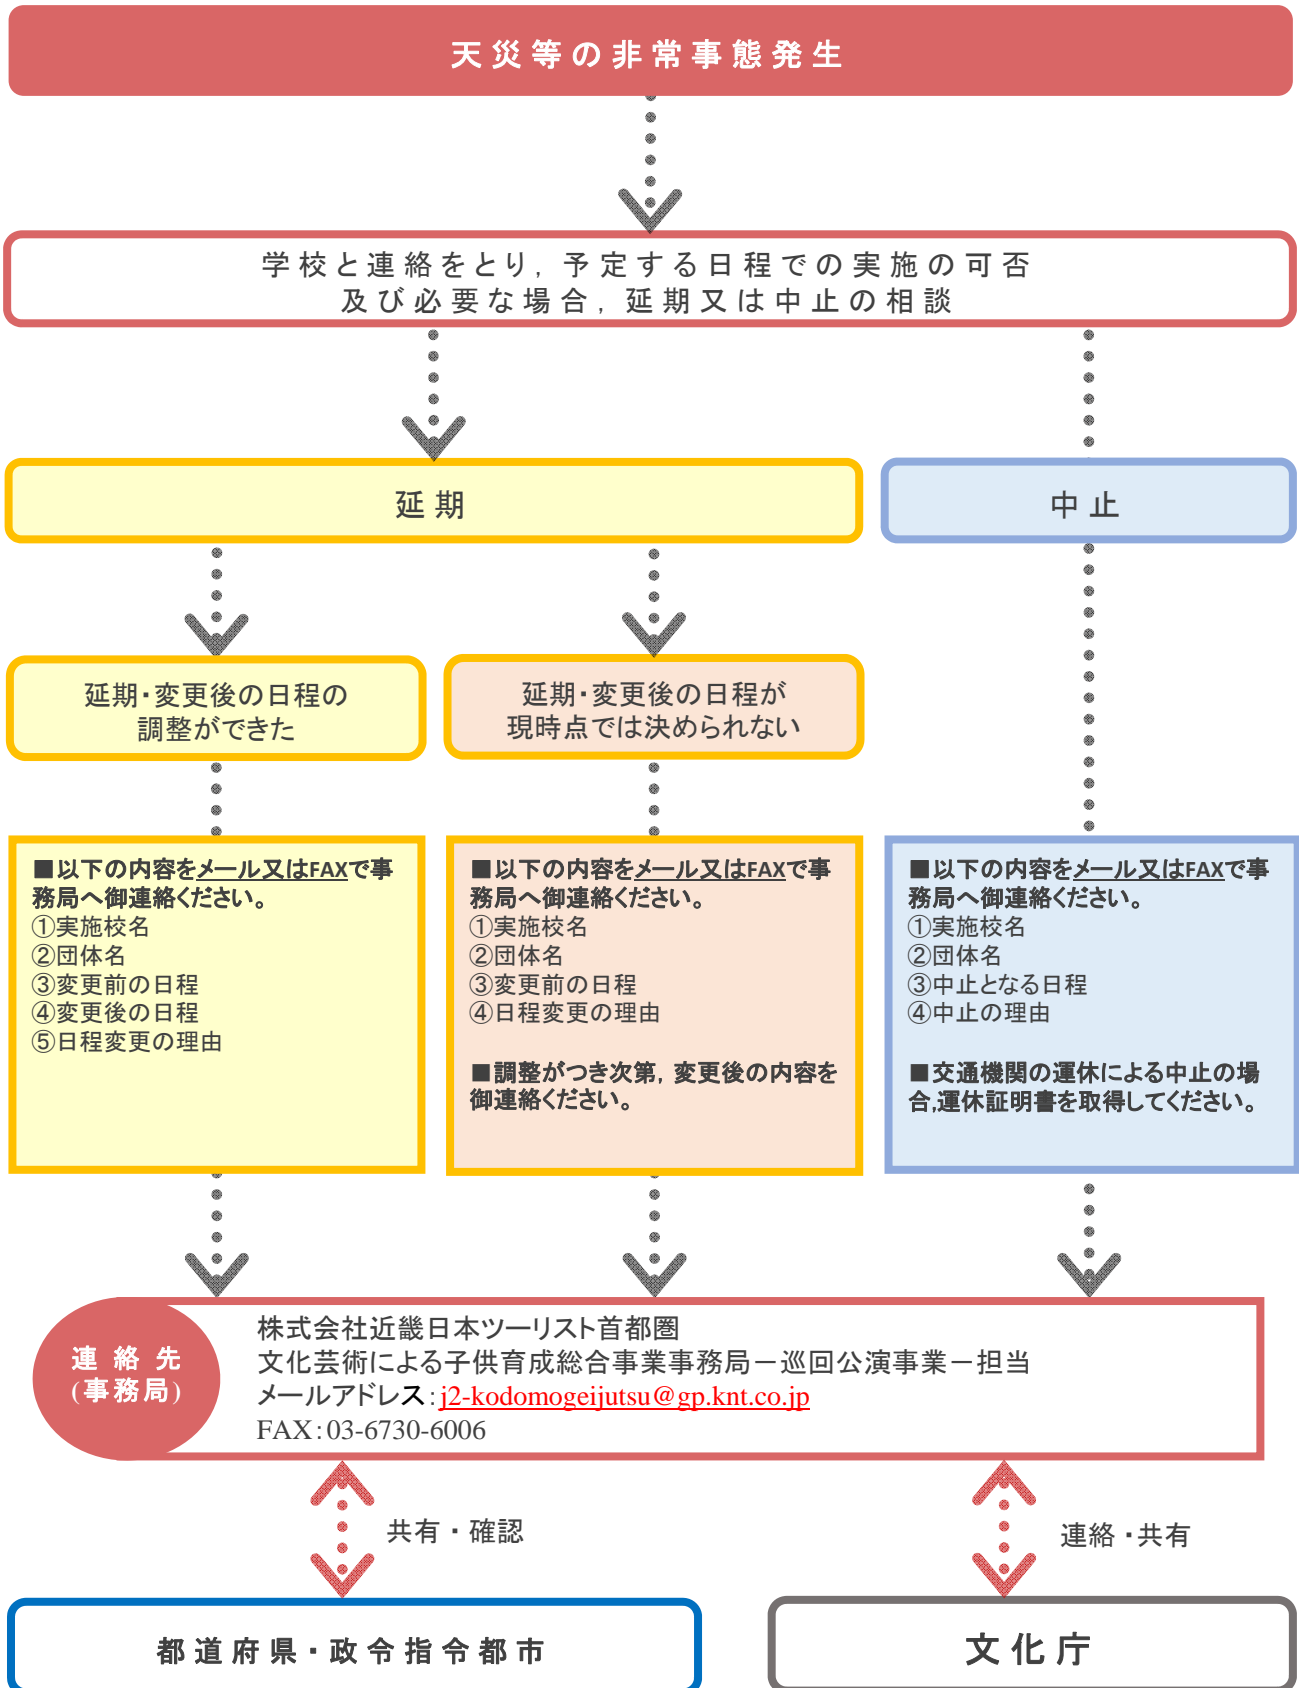 天災等の非常事態発生
学校と連絡をとり，予定する日程での実施の可否
及び必要な場合，延期又は中止の相談
延期
中止
延期・変更後の日程の
調整ができた
延期・変更後の日程が
現時点では決められない
■以下の内容をメール又はFAXで事
務局へ御連絡ください。
①実施校名
②団体名
③変更前の日程
④変更後の日程
⑤日程変更の理由
■以下の内容をメール又はFAXで事
務局へ御連絡ください。
①実施校名
②団体名
③変更前の日程
④日程変更の理由
■調整がつき次第，変更後の内容を
御連絡ください。
■以下の内容をメール又はFAXで事
務局へ御連絡ください。
①実施校名
②団体名
③中止となる日程
④中止の理由
■交通機関の運休による中止の場
合,運休証明書を取得してください。
連絡先
(事務局)
株式会社近畿日本ツーリスト首都圏
文化芸術による子供育成総合事業事務局－巡回公演事業－担当
メールアドレス：j2-kodomogeijutsu@gp.knt.co.jp
FAX：03-6730-6006
共有・確認
連絡・共有
都道府県・政令指令都市
文化庁